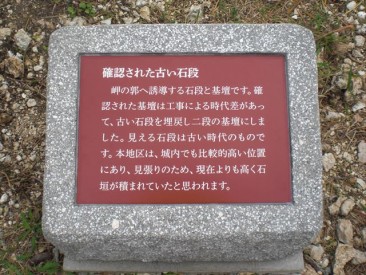 確認された古い石段
岬の郭へ誘導する石段と基壇です。確
認された基壇は工事による時代差があっ
て、古い石段を埋戻し二段の基壇にしま
した。見える石段は古い時代のもので
す。本地区は、城内でも比較的高い位置
にあり、見張りのため、現在よりも高く石
垣が積まれていたと思われます。